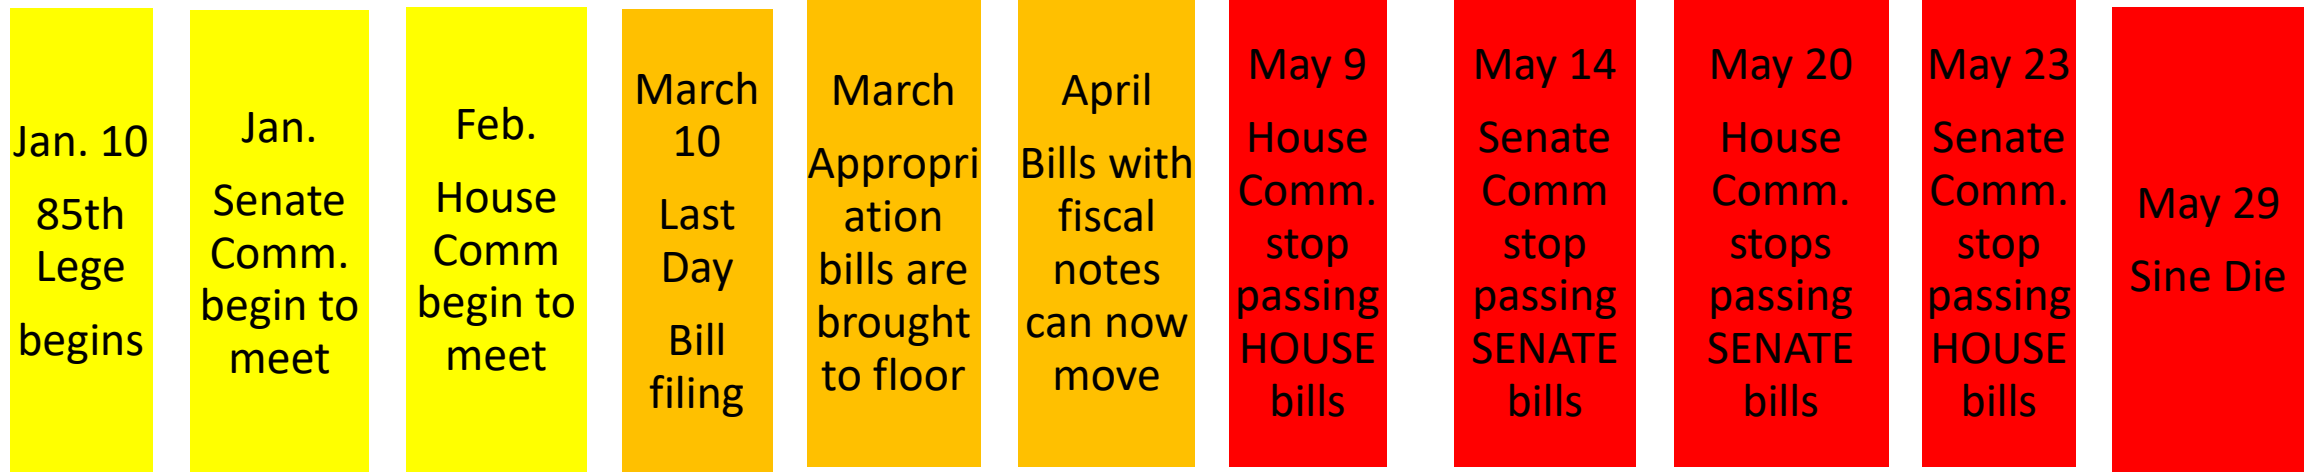 Jan. 10
85th
Lege
begins
Jan.
Senate
Comm.
begin to
meet
Feb.
House
Comm
begin to
meet
March
10
Last
Day
Bill
filing
March
Appropri
ation
bills are
brought
to floor
April
Bills with
fiscal
notes
can now
move
May 9
House
Comm.
stop
passing
HOUSE
bills
May 14
Senate
Comm
stop
passing
SENATE
bills
May 20
House
Comm.
stops
passing
SENATE
bills
May 23
Senate
Comm.
stop
passing
HOUSE
bills
May 29
Sine Die